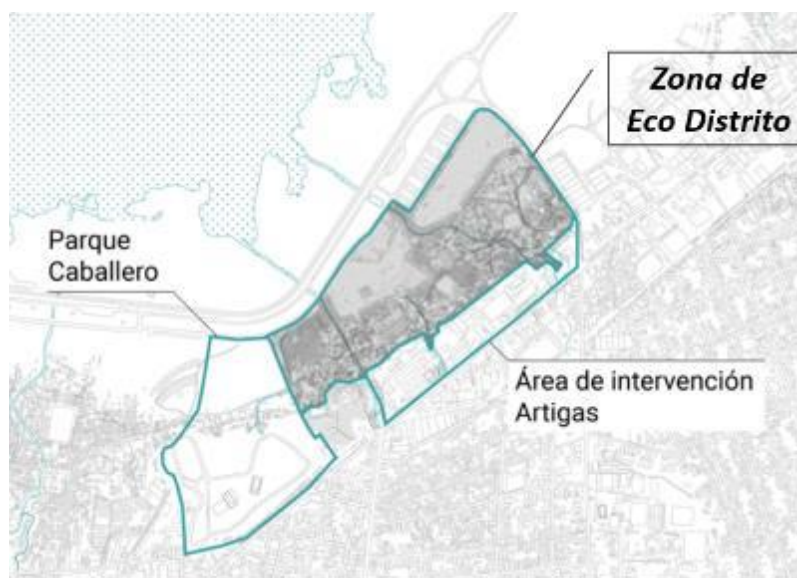 Zona de
Eco Distrito
Parque
Caballero
Área de intervención
Artigas